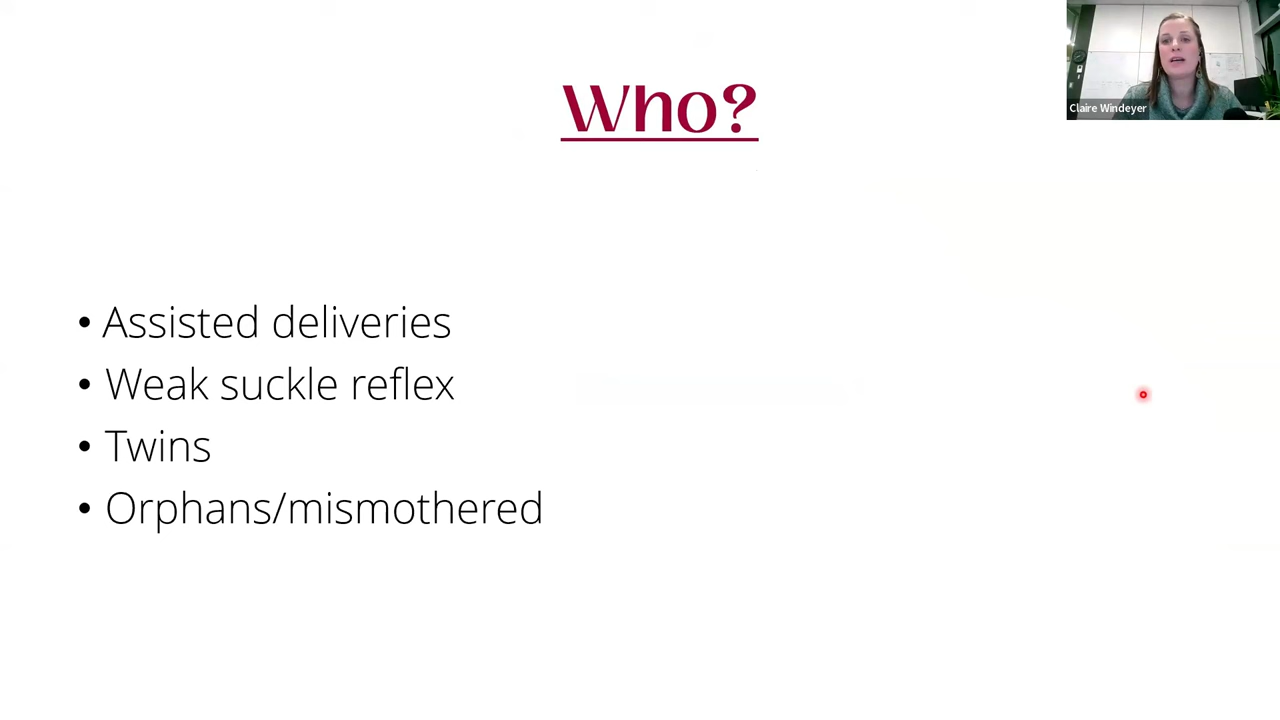 Who?
Claire Windeyer
• Assisted deliveries
• Weak suckle reflex
• Twins
• Orphans/mismothered